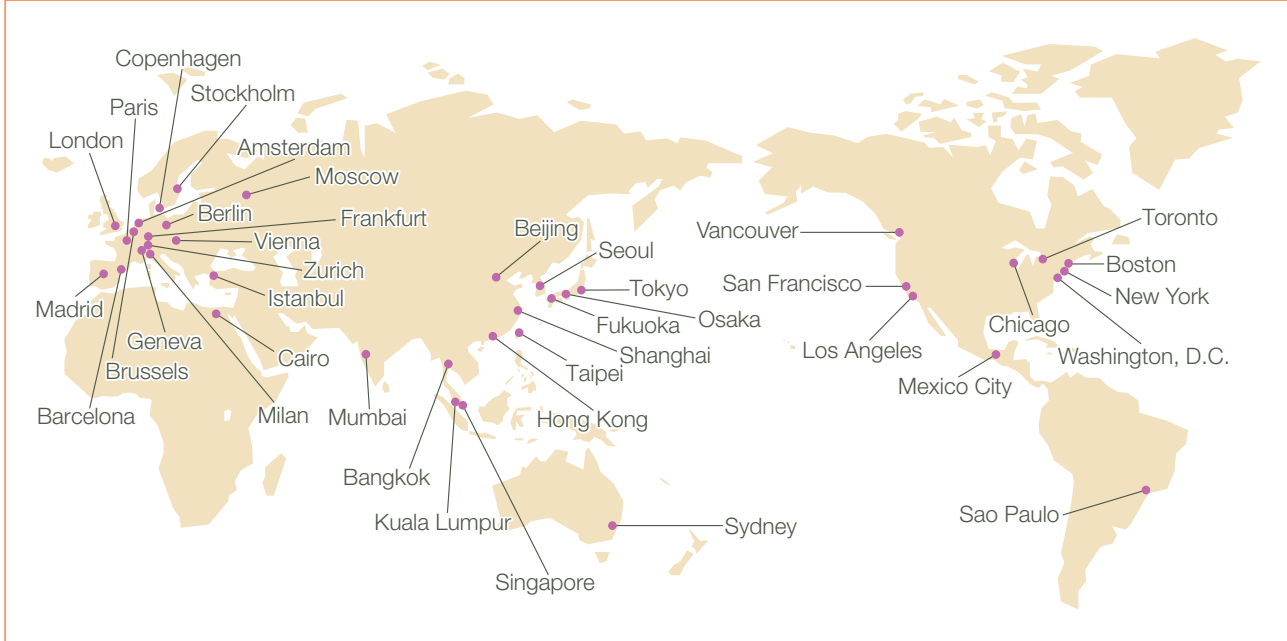 Copenhagen
Stockholm
Paris
London
Amsterdam
Moscow
Berlin
Frankfurt
Vienna
Zurich
Istanbul
Madrid
Geneva
Cairo
Brussels
Barcelona
Milan
Mumbai
Beijing
Seoul
Tokyo
Osaka
Fukuoka
Shanghai
Taipei
Hong Kong
Bangkok
Kuala Lumpur
Singapore
Sydney
Vancouver
San Francisco
Los Angeles
Toronto
Boston
New York
Chicago
Washington, D.C.
Mexico City
Sao Paulo